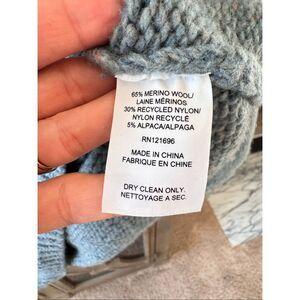 65% MERINO WOOL/
LAINE MÉRINOS
30% RECYCLED NYLON/
NYLON RECYCLÉ
5% ALPACA/ALPAGA
RN121696
MADE IN CHINA
FABRIQUE EN CHINE
DRY CLEAN ONLY.
NETTOYAGE A SEC.